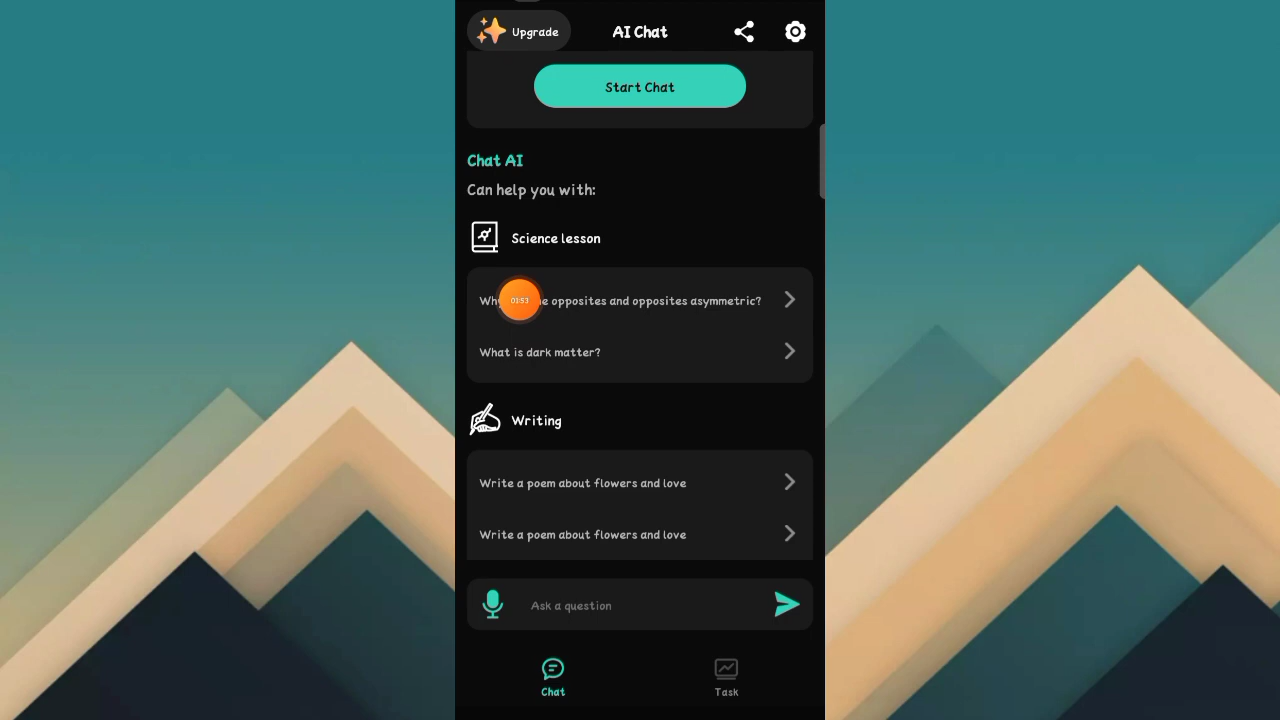 Upgrade
AI Chat
Start Chat
Chat AI
Can help you with:
Science lesson
01:53
opposites and opposites asymmetric?
What is dark matter?
Writing
Write a poem about flowers and love
Write a poem about flowers and love
Ask a question
Chat
Task